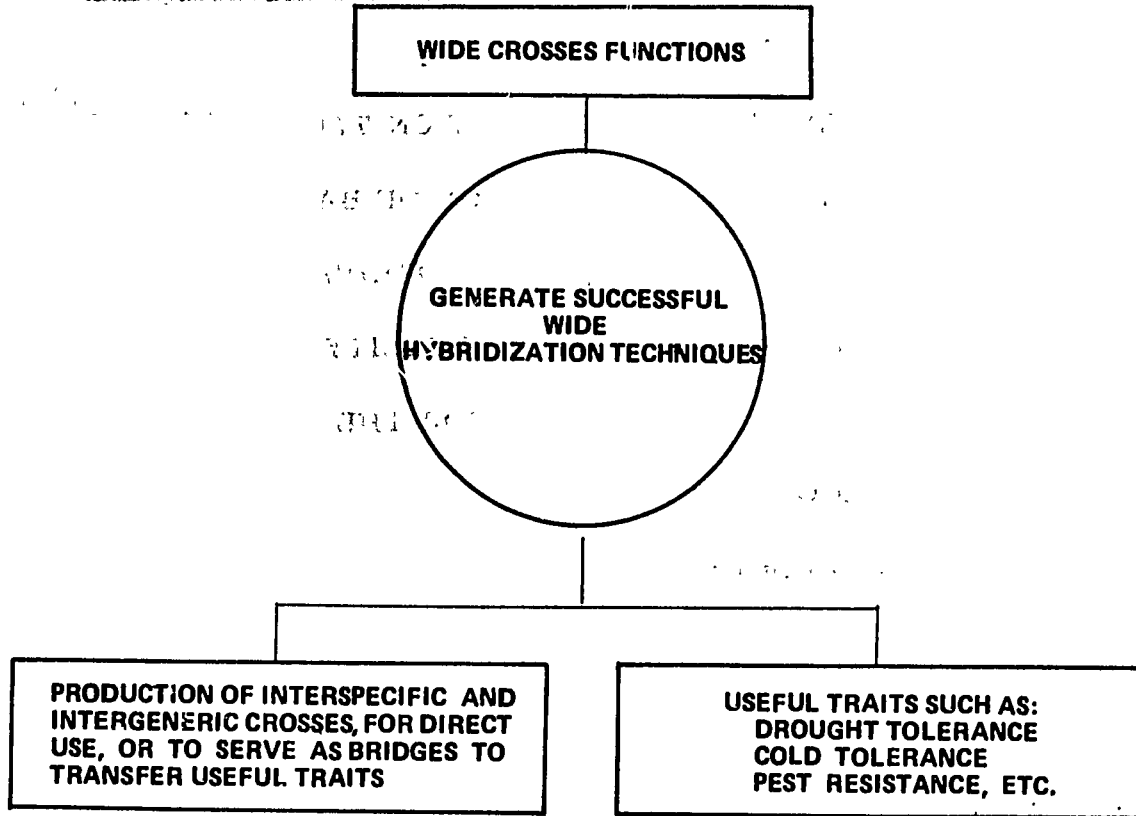 WIDE CROSSES FUNCTIONS
GENERATE SUCCESSFUL
WIDE
HYBRIDIZATION TECHNIQUES
PRODUCTION OF INTERSPECIFIC AND
INTERGENERIC CROSSES, FOR DIRECT
USE, OR TO SERVE AS BRIDGES TO
TRANSFER USEFUL TRAITS
USEFUL TRAITS SUCH AS:
DROUGHT TOLERANCE
COLD TOLERANCE
PEST RESISTANCE, ETC.